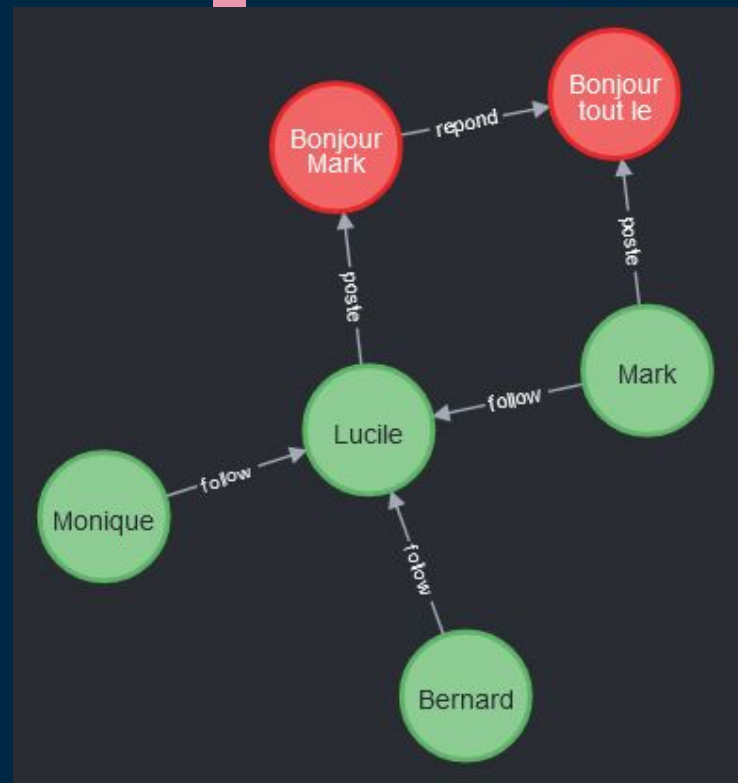 Bonjour
tout le
Bonjour
Mark
repond
poste
poste
Mark
follow
Lucile
follow
Monique
follow
Bernard